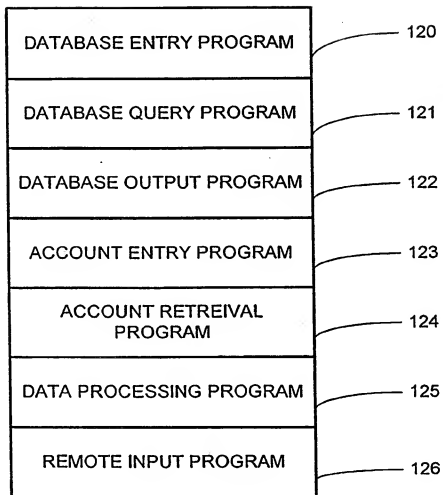 DATABASE ENTRY PROGRAM 120
DATABASE QUERY PROGRAM 121
DATABASE OUTPUT PROGRAM 122
ACCOUNT ENTRY PROGRAM 123
ACCOUNT RETREIVAL
PROGRAM 124
DATA PROCESSING PROGRAM 125
REMOTE INPUT PROGRAM 126